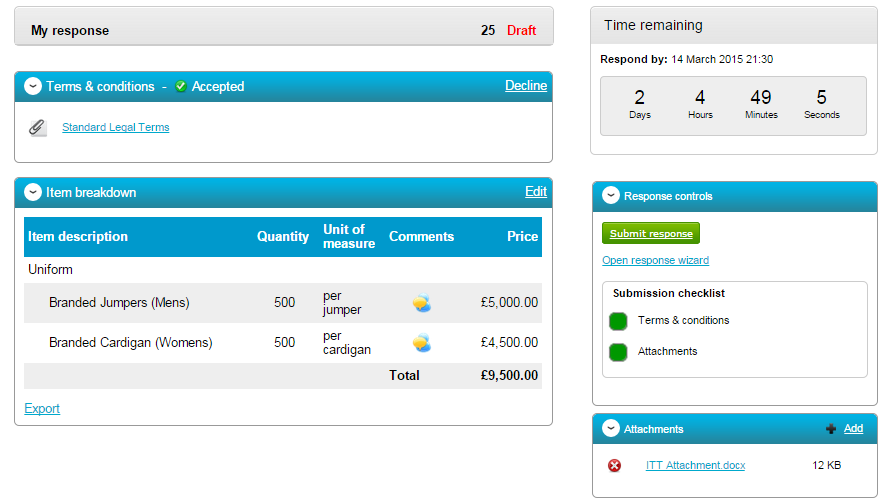 My response 25 Draft
Terms & conditions - Accepted Decline
Standard Legal Terms
Item breakdown Edit
Item description Quantity Unit of measure Comments Price
Uniform
Branded Jumpers (Mens) 500 per jumper £5,000.00
Branded Cardigan (Womens) 500 per cardigan £4,500.00
Total £9,500.00
Export
Time remaining
Respond by: 14 March 2015 21:30
2 4 49 5
Days Hours Minutes Seconds
Response controls
Submit response
Open response wizard
Submission checklist
Terms & conditions
Attachments
Attachments Add
ITT Attachment.docx 12 KB